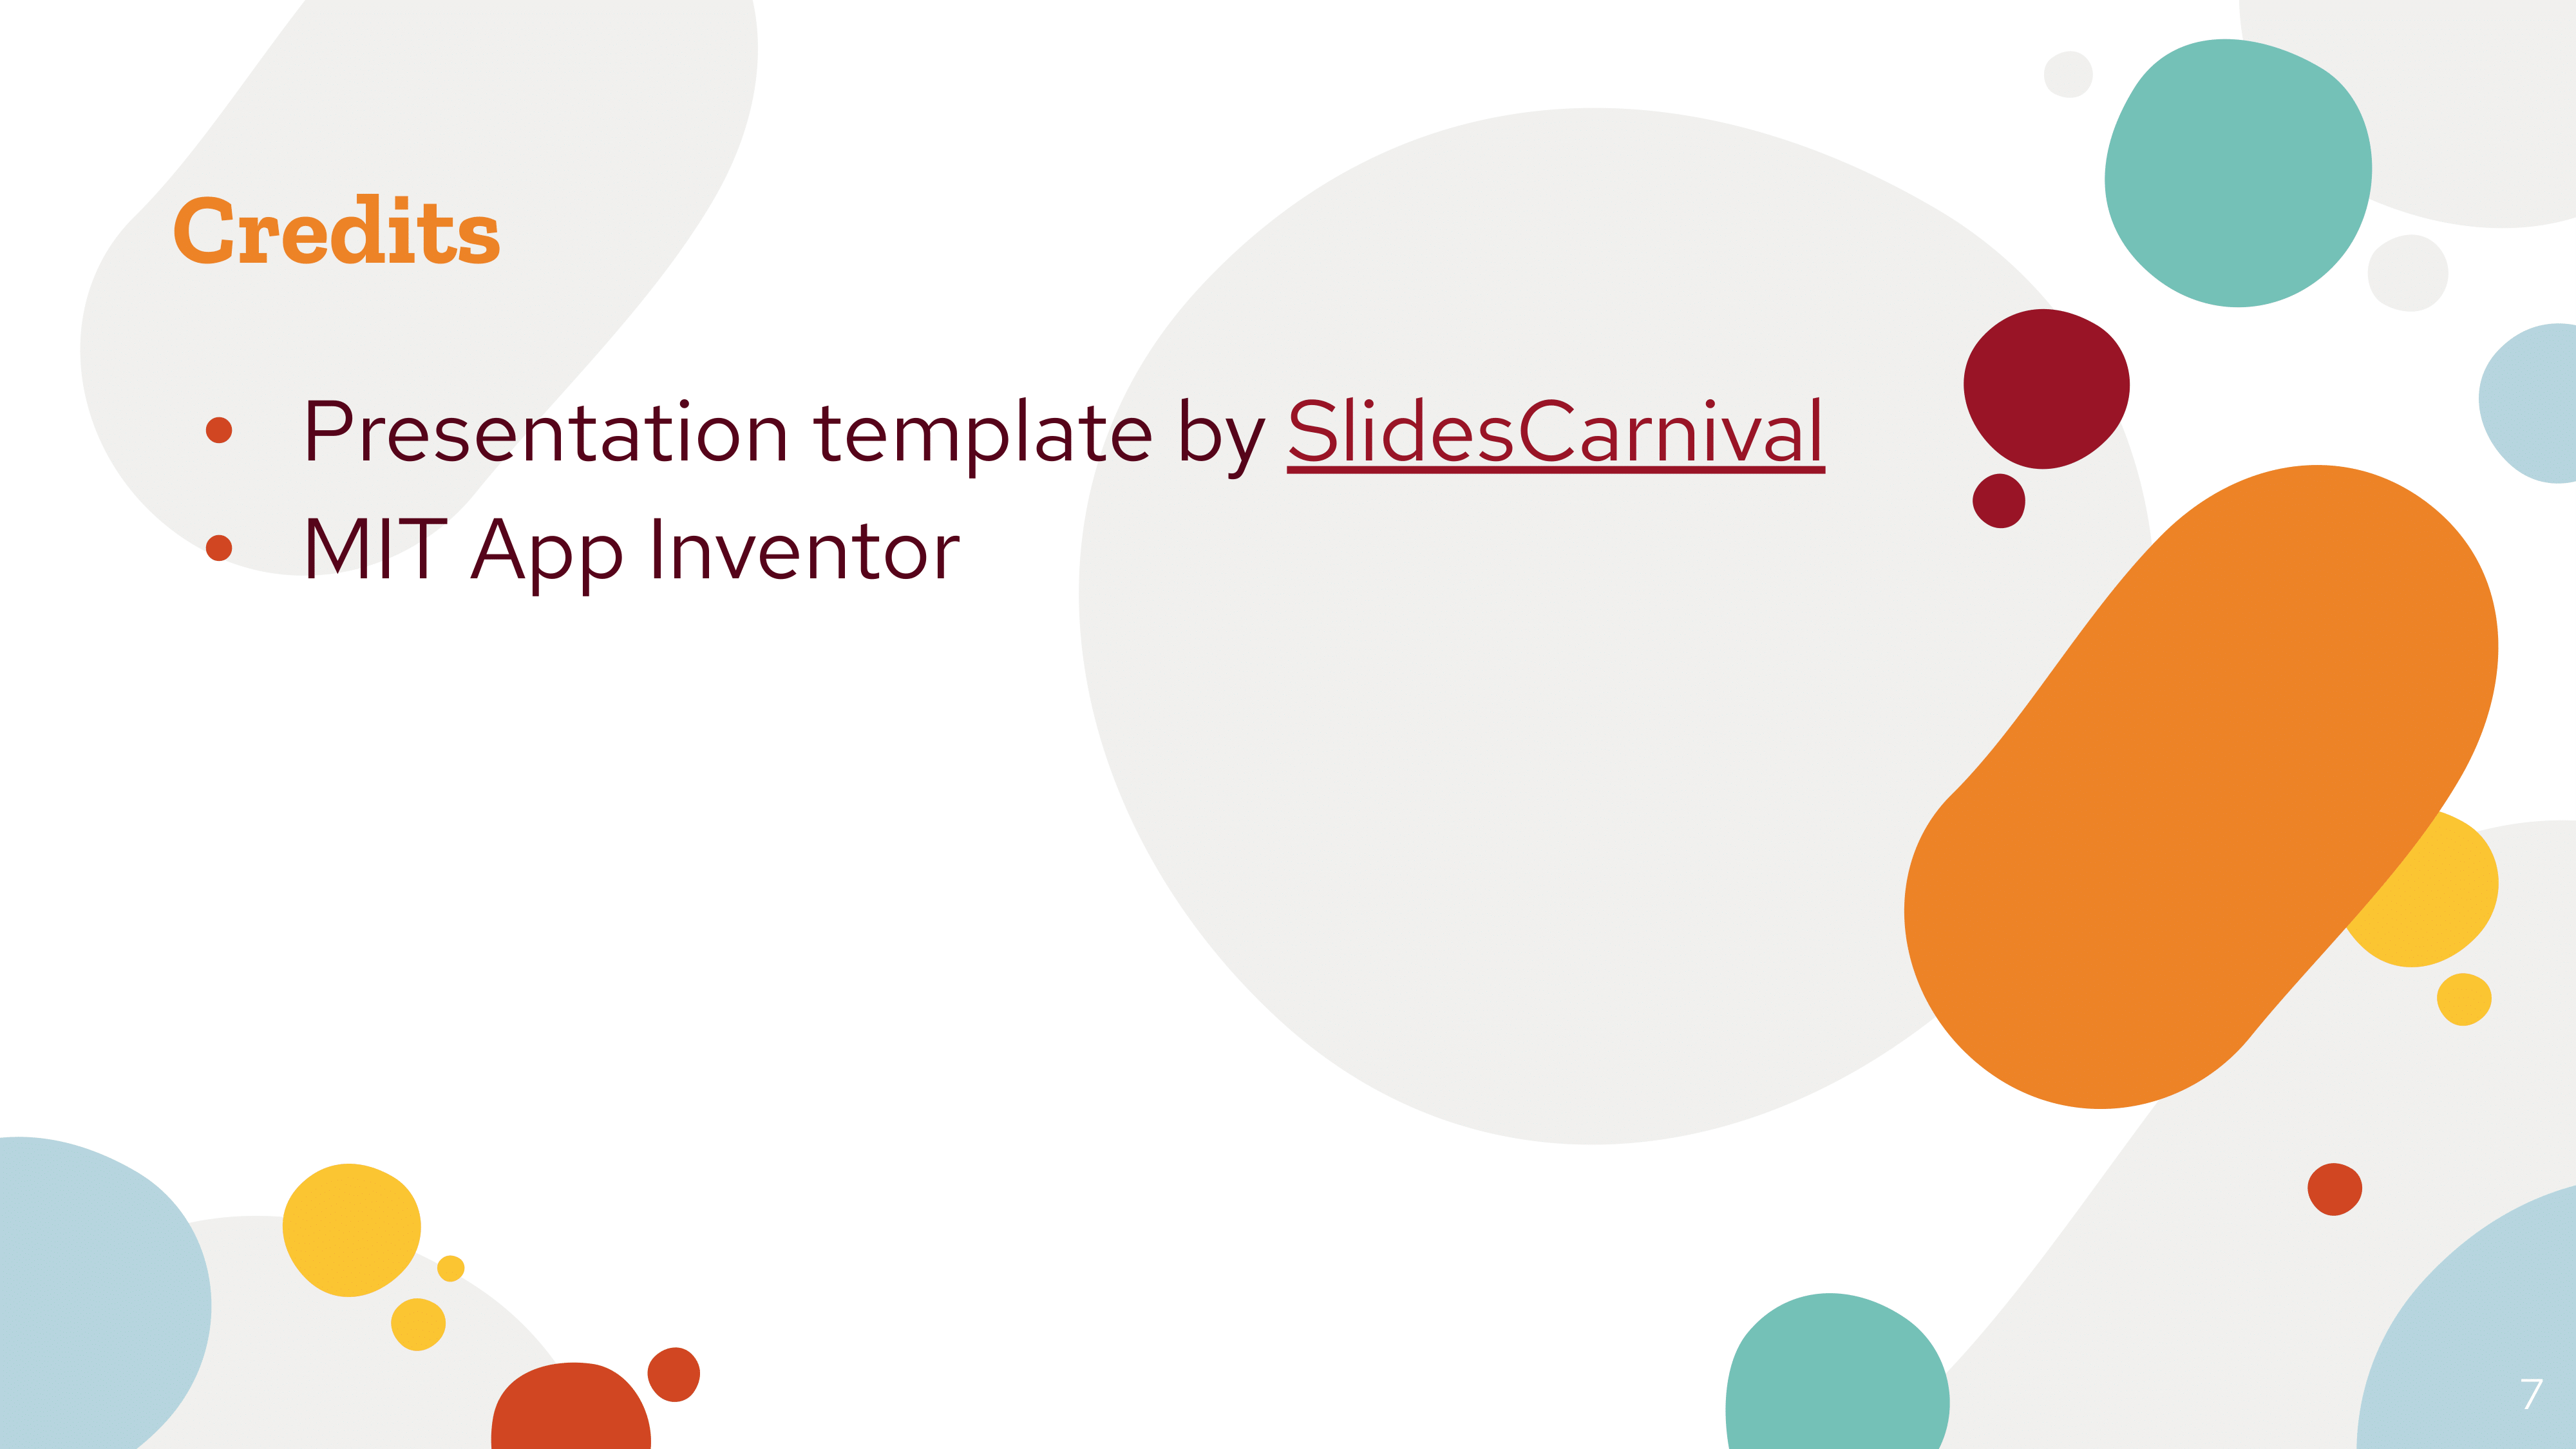 Credits
• Presentation template by SlidesCarnival
• MIT App Inventor
7